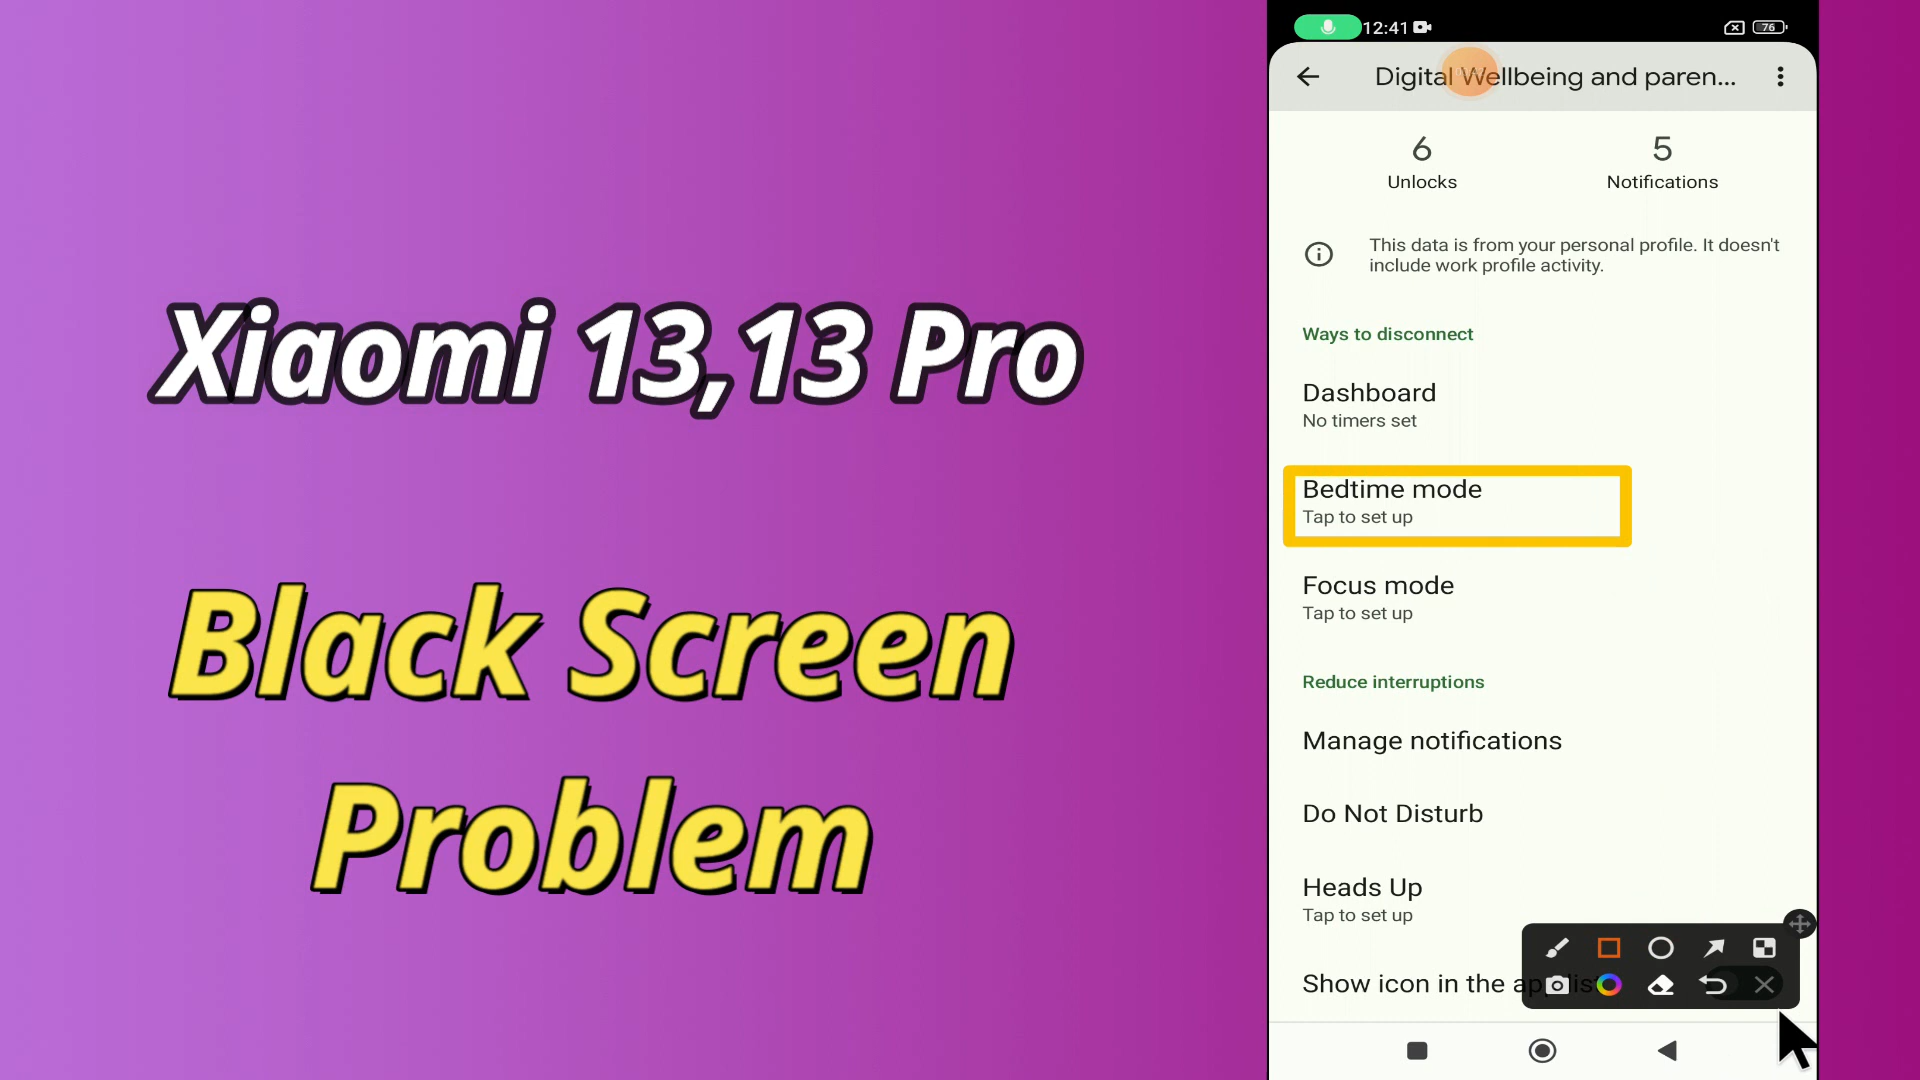 Xiaomi 13,13 Pro
Black Screen
Problem
12:41
76
Digital Wellbeing and paren...
6
5
Unlocks
Notifications
This data is from your personal profile. It doesn't
include work profile activity.
Ways to disconnect
Dashboard
No timers set
Bedtime mode
Tap to set up
Focus mode
Tap to set up
Reduce interruptions
Manage notifications
Do Not Disturb
Heads Up
Tap to set up
Show icon in the app list